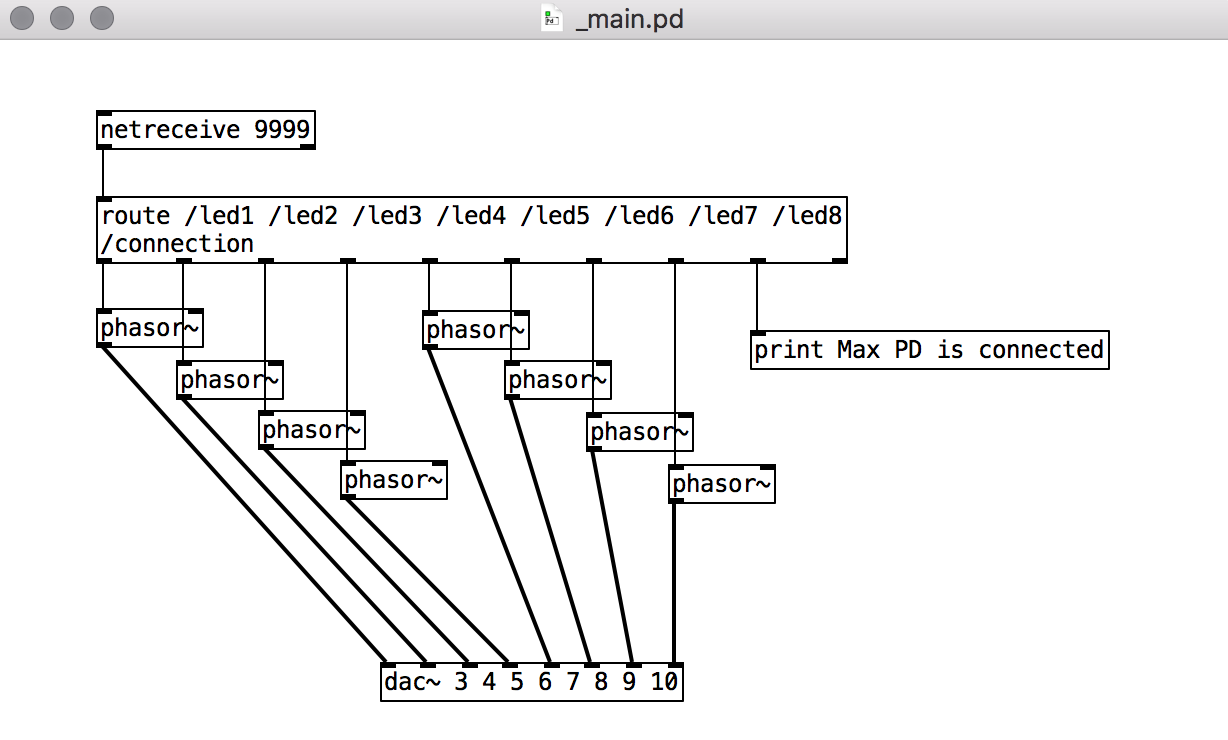 _main.pd
netreceive 9999
route /led1 /led2 /led3 /led4 /led5 /led6 /led7 /led8
/connection
phasor~
phasor~
print Max PD is connected
phasor~
phasor~
phasor~
phasor~
phasor~
phasor~
dac~ 3 4 5 6 7 8 9 10